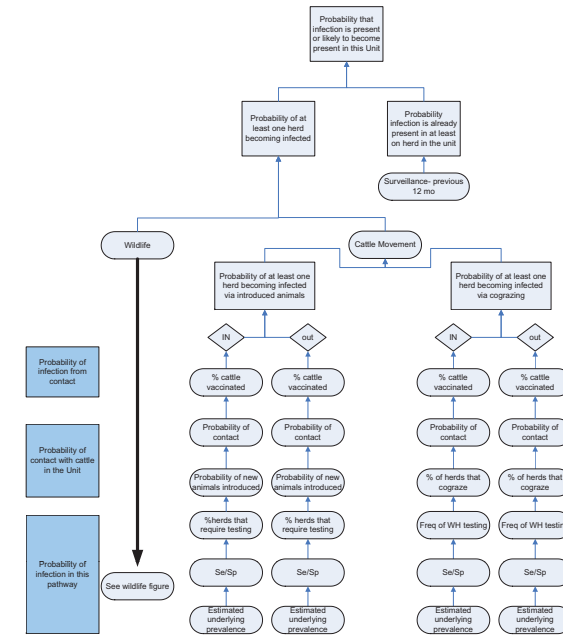 Probability that
infection is present
or likely to become
present in this Unit
Probability of at
least one herd
becoming infected
Probability
infection is already
present in at least
on herd in the unit
Surveillance- previous
12 mo
Wildlife
Cattle Movement
Probability of at least one
herd becoming infected
via introduced animals
Probability of at least one
herd becoming infected
via cograzing
IN
out
IN
out
Probability of
infection from
contact
% cattle
vaccinated
% cattle
vaccinated
% cattle
vaccinated
% cattle
vaccinated
Probability of
contact with cattle
in the Unit
Probability of
contact
Probability of
contact
Probability of
contact
Probability of
contact
Probability of new
animals introduced
Probability of new
animals introduced
% of herds that
cograze
% of herds that
cograze
Probability of
infection in this
pathway
%herds that
require testing
% herds that
require testing
Freq of WH testing
Freq of WH testing
See wildlife figure
Se/Sp
Se/Sp
Se/Sp
Se/Sp
Estimated
underlying
prevalence
Estimated
underlying
prevalence
Estimated
underlying
prevalence
Estimated
underlying
prevalence